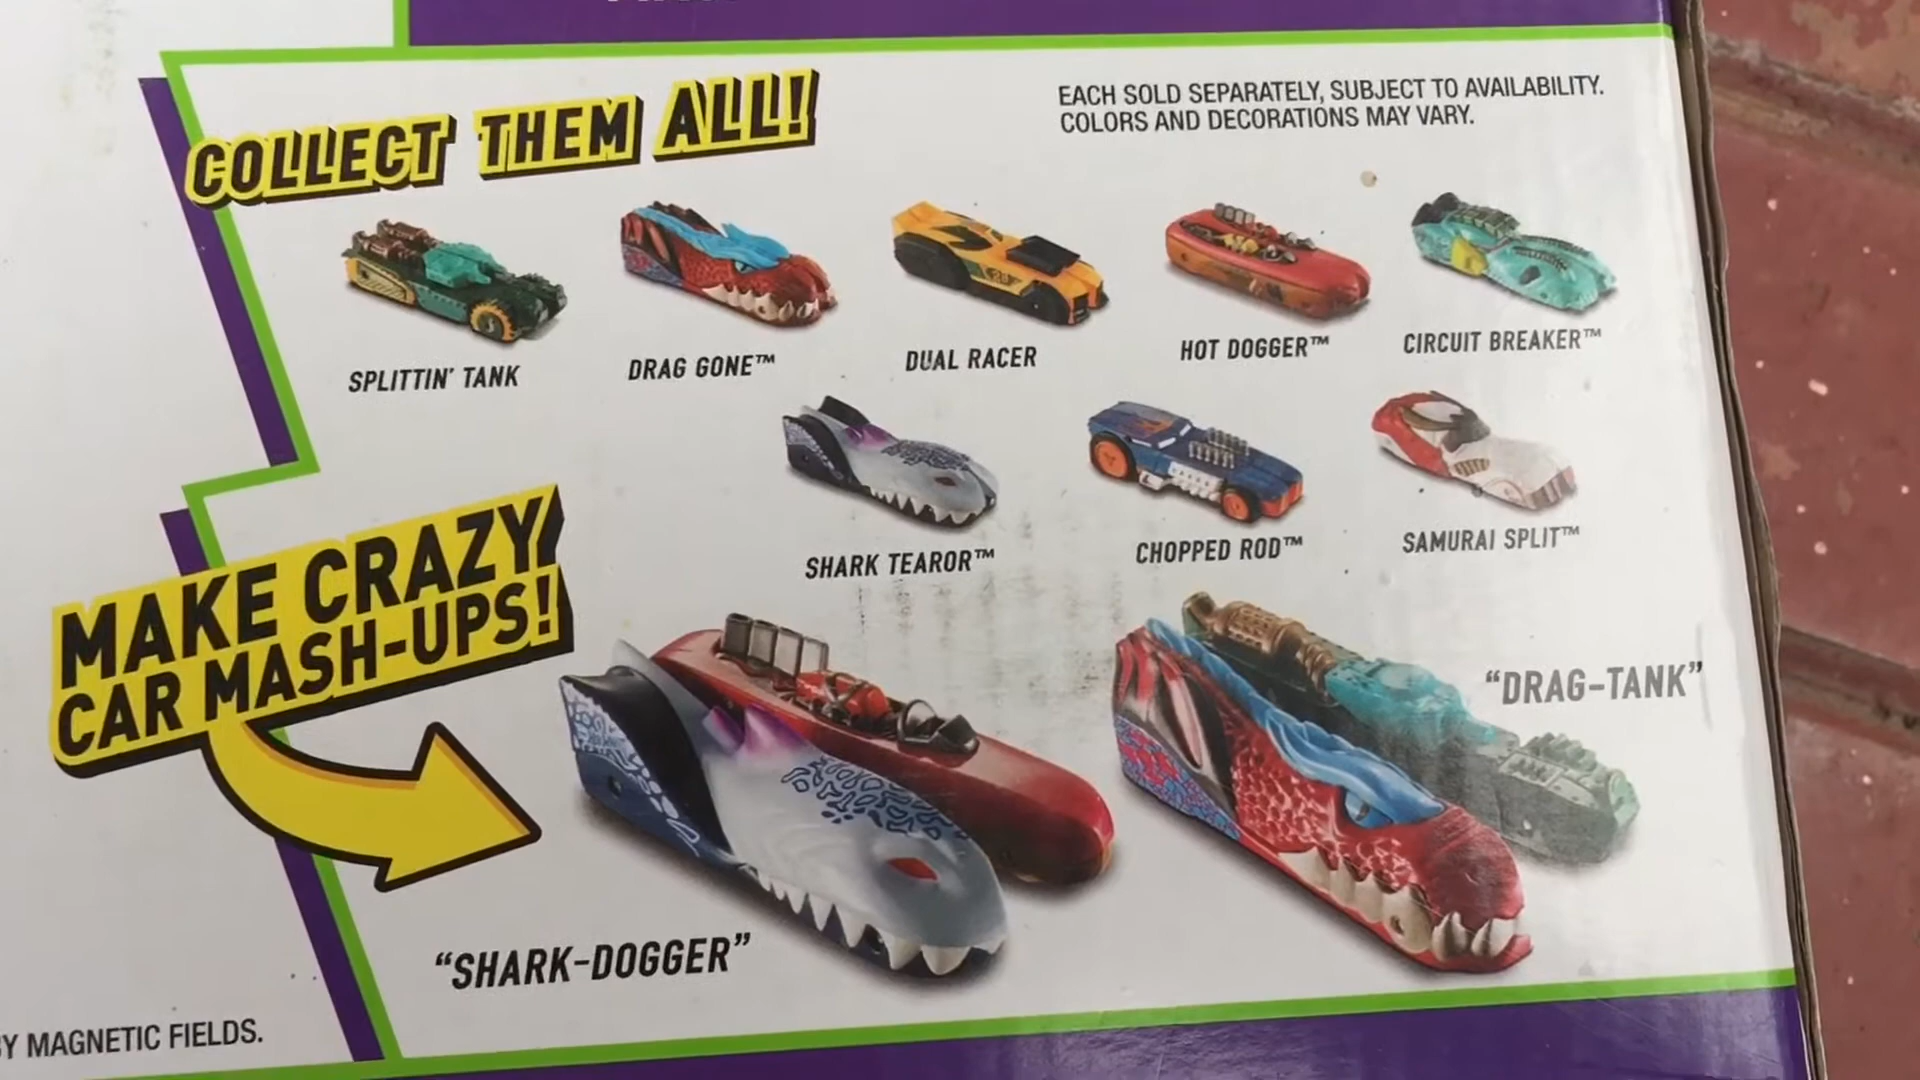 COLLECT THEM ALL!
EACH SOLD SEPARATELY, SUBJECT TO AVAILABILITY.
COLORS AND DECORATIONS MAY VARY.
SPLITTIN' TANK
DRAG GONE™
DUAL RACER
HOT DOGGER™
CIRCUIT BREAKER™
SHARK TEAROR™
CHOPPED ROD™
SAMURAI SPLIT™
MAKE CRAZY
CAR MASH-UPS!
"DRAG-TANK"
"SHARK-DOGGER"
BY MAGNETIC FIELDS.